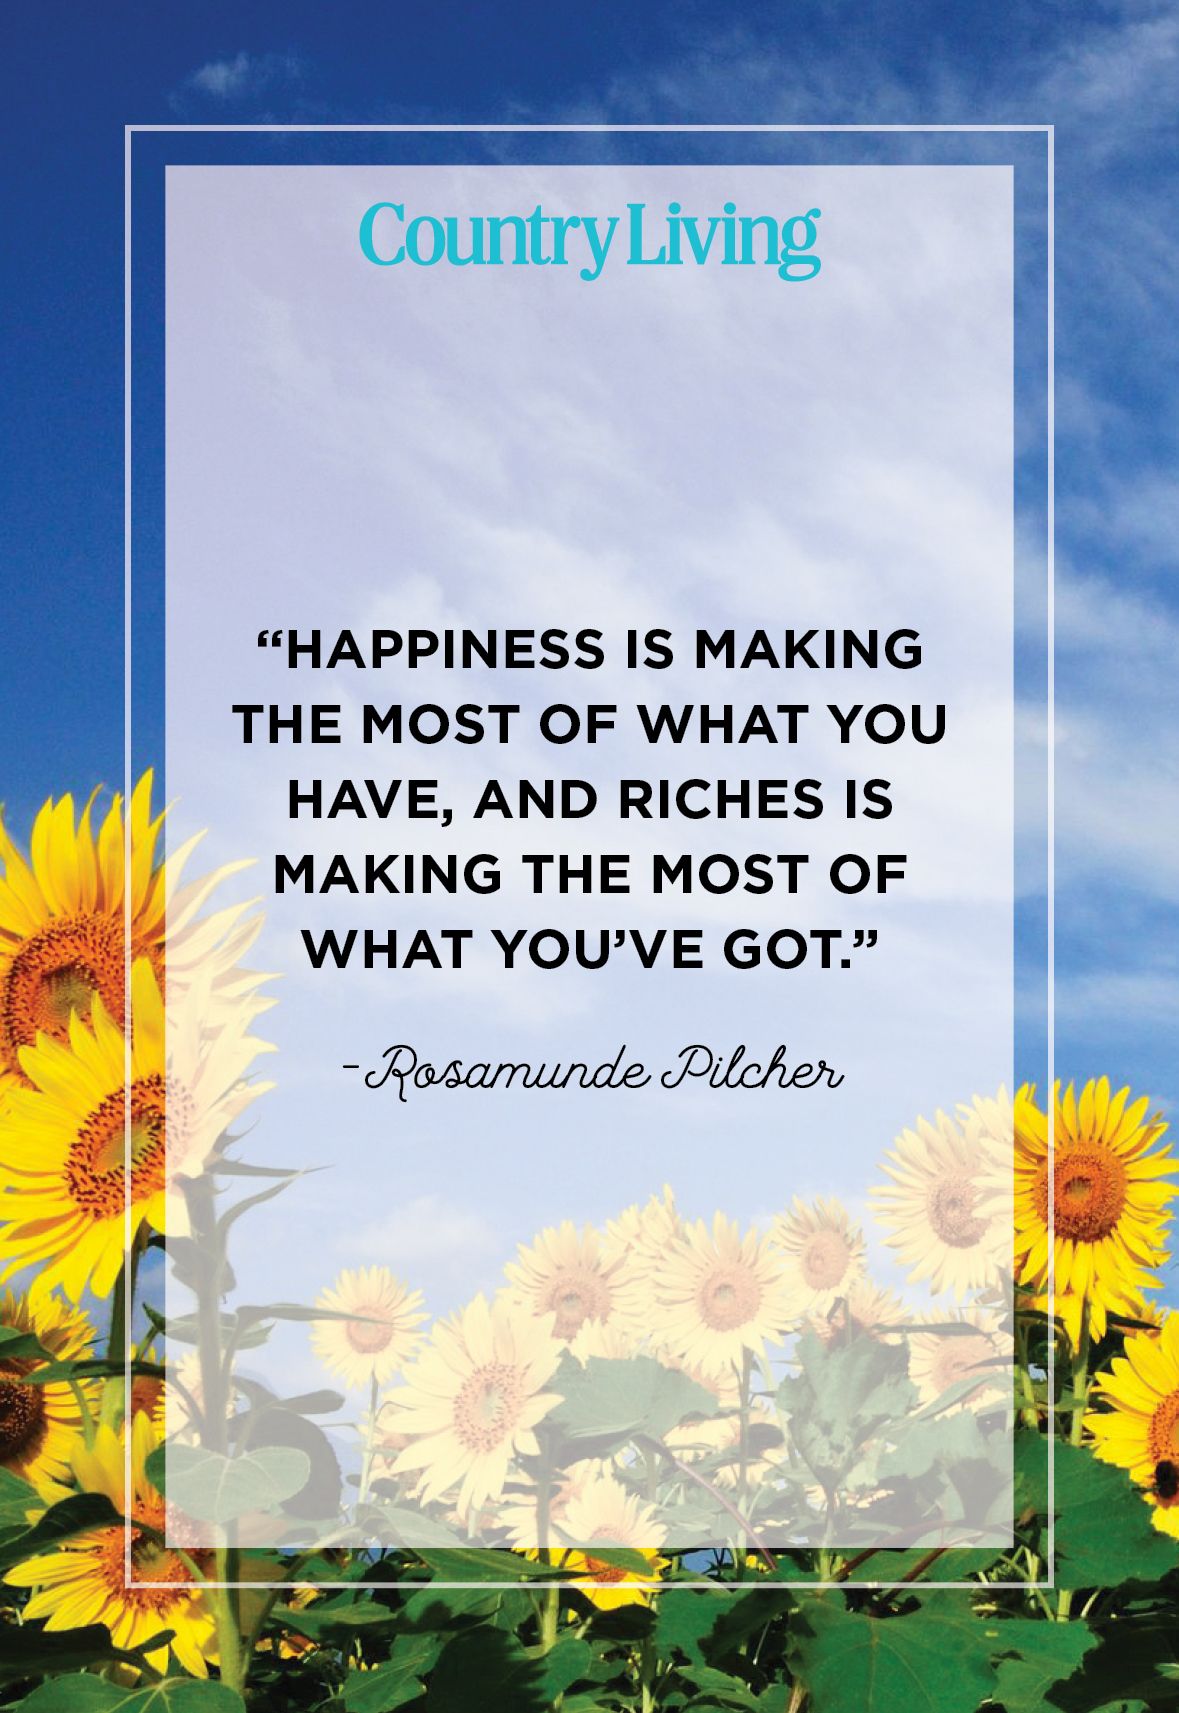 Country Living
“HAPPINESS IS MAKING
THE MOST OF WHAT YOU
HAVE, AND RICHES IS
MAKING THE MOST OF
WHAT YOU’VE GOT.”
-Rosamunde Pilcher